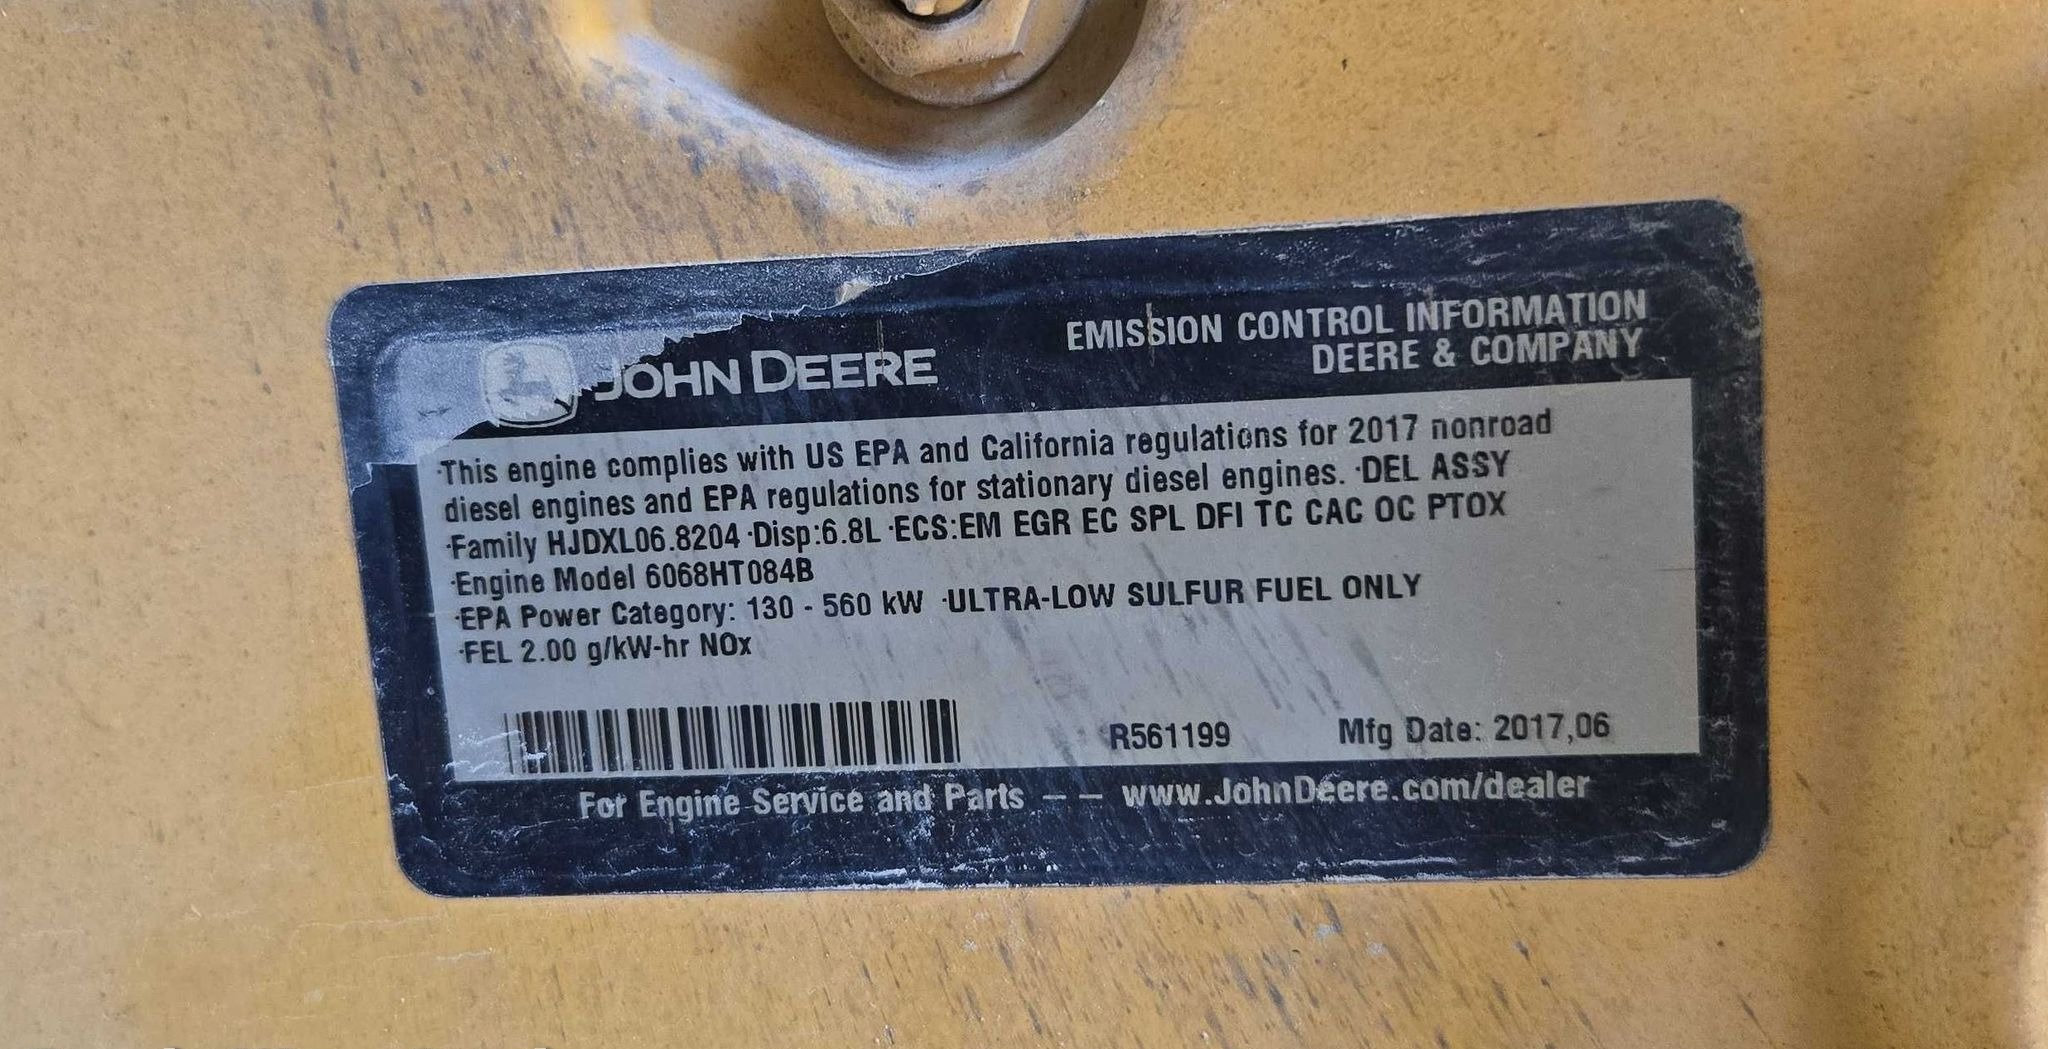 JOHN DEERE
EMISSION CONTROL INFORMATION
DEERE & COMPANY
·This engine complies with US EPA and California regulations for 2017 nonroad
diesel engines and EPA regulations for stationary diesel engines. ·DEL ASSY
·Family HJDXL06.8204 ·Disp:6.8L ·ECS:EM EGR EC SPL DFI TC CAC OC PTOX
·Engine Model 6068HT084B
·EPA Power Category: 130 - 560 kW ·ULTRA-LOW SULFUR FUEL ONLY
·FEL 2.00 g/kW-hr NOx
R561199 Mfg Date: 2017,06
For Engine Service and Parts -- www.JohnDeere.com/dealer